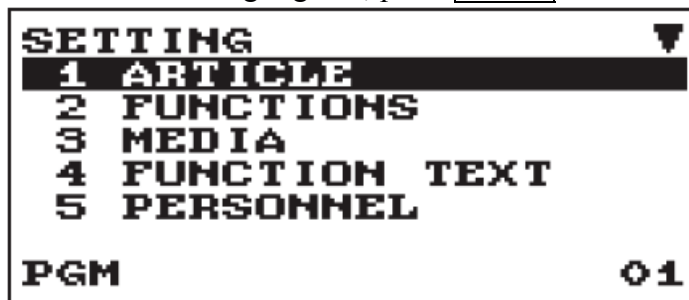 SETTING ▼
1 ARTICLE
2 FUNCTIONS
3 MEDIA
4 FUNCTION TEXT
5 PERSONNEL
PGM 01